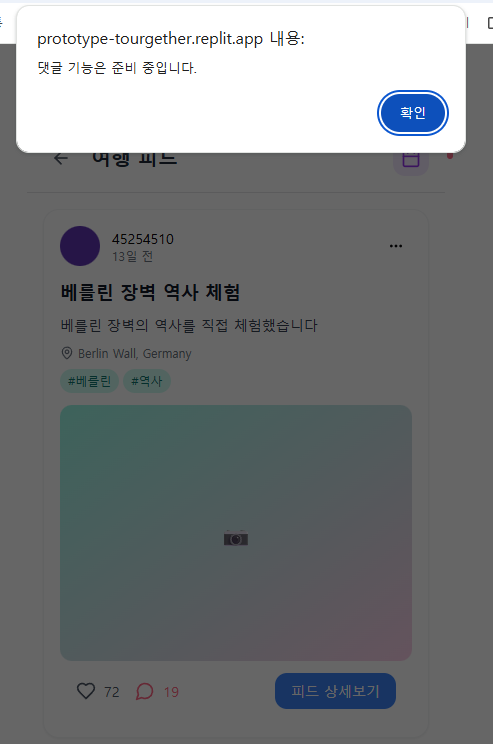 prototype-tourgether.replit.app 내용:
댓글 기능은 준비 중입니다.
확인
여행 피드
45254510
13일 전
베를린 장벽 역사 체험
베를린 장벽의 역사를 직접 체험했습니다
Berlin Wall, Germany
#베를린 #역사
72 19 피드 상세보기